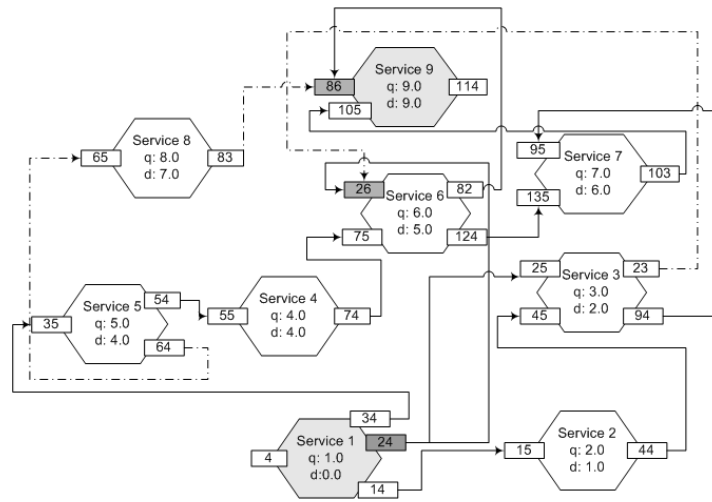 Service 9
q: 9.0
d: 9.0
86
114
105
Service 8
q: 8.0
d: 7.0
65
83
Service 7
q: 7.0
d: 6.0
95
103
135
Service 6
q: 6.0
d: 5.0
26
82
75
124
Service 3
q: 3.0
d: 2.0
25
23
45
94
Service 5
q: 5.0
d: 4.0
54
35
64
Service 4
q: 4.0
d: 4.0
55
74
Service 1
q: 1.0
d:0.0
34
24
4
14
Service 2
q: 2.0
d: 1.0
15
44